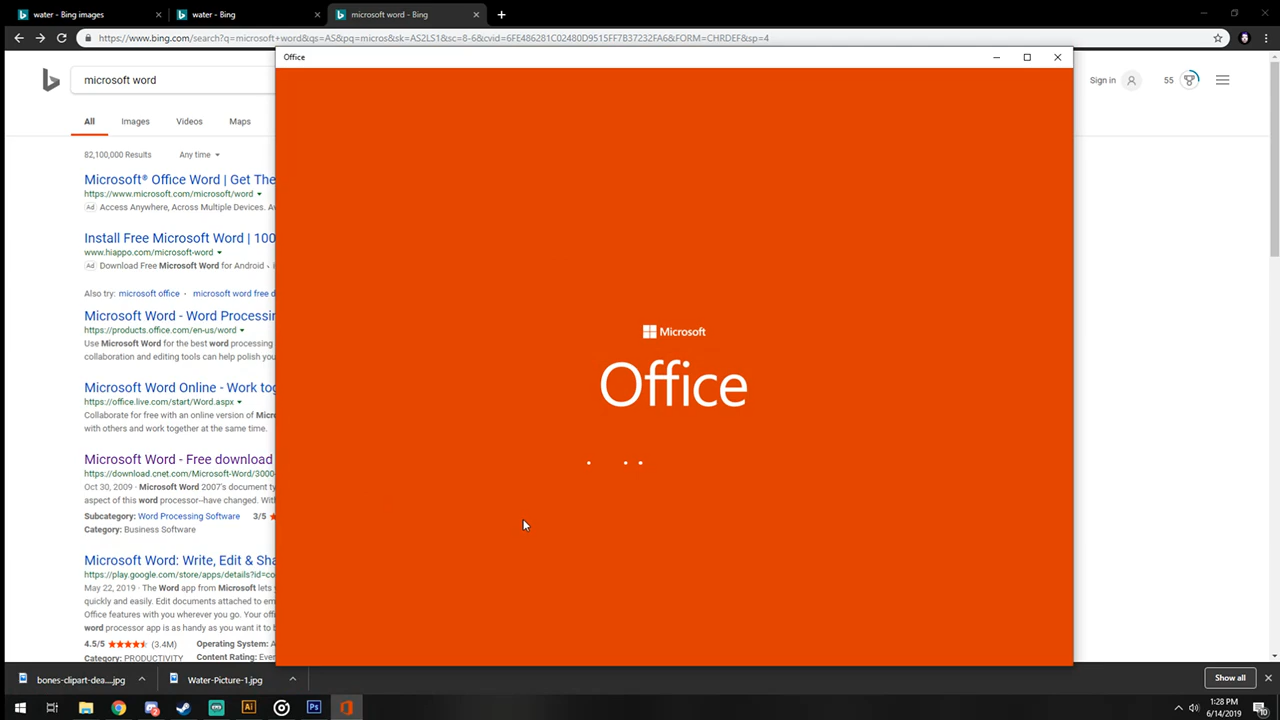 water - Bing images
water - Bing
microsoft word - Bing
https://www.bing.com/search?q=microsoft+word&qs=AS&pq=micros&sk=AS2LS1&sc=8-6&cvid=6FE486281C02480D9515FF7B37232FA6&FORM=CHRDEF&sp=4
Office
microsoft word
Sign in
55
All
Images
Videos
Maps
82,100,000 Results
Any time
Microsoft® Office Word | Get The
https://www.microsoft.com/microsoft/word
Ad Access Anywhere, Across Multiple Devices.
Install Free Microsoft Word | 100
www.hiappo.com/microsoft-word
Ad Download Free Microsoft Word for Android
Also try: microsoft office · microsoft word free d
Microsoft Word - Word Processin
https://products.office.com/en-us/word
Use Microsoft Word for the best word processing
collaboration and editing tools can help polish you
Microsoft Word Online - Work tog
https://office.live.com/start/Word.aspx
Collaborate for free with an online version of Micr
with others and work together at the same time.
Microsoft Word - Free download
https://download.cnet.com/Microsoft-Word/3000-
Oct 30, 2009 · Microsoft Word 2007's document ty
aspect of this word processor--have changed. With
Subcategory: Word Processing Software
3/5
Category: Business Software
Microsoft Word: Write, Edit & Sha
https://play.google.com/store/apps/details?id=co
May 22, 2019 · The Word app from Microsoft lets y
quickly and easily. Edit documents attached to em
Office features with you wherever you go. Your offi
word processor app is as handy as you want it to b
4.5/5
(3.4M)
Operating System: A
Category: PRODUCTIVITY
Content Rating: Ever
Microsoft
Office
bones-clipart-dea....jpg
Water-Picture-1.jpg
Show all
Ai
Ps
1:28 PM
6/14/2019
10